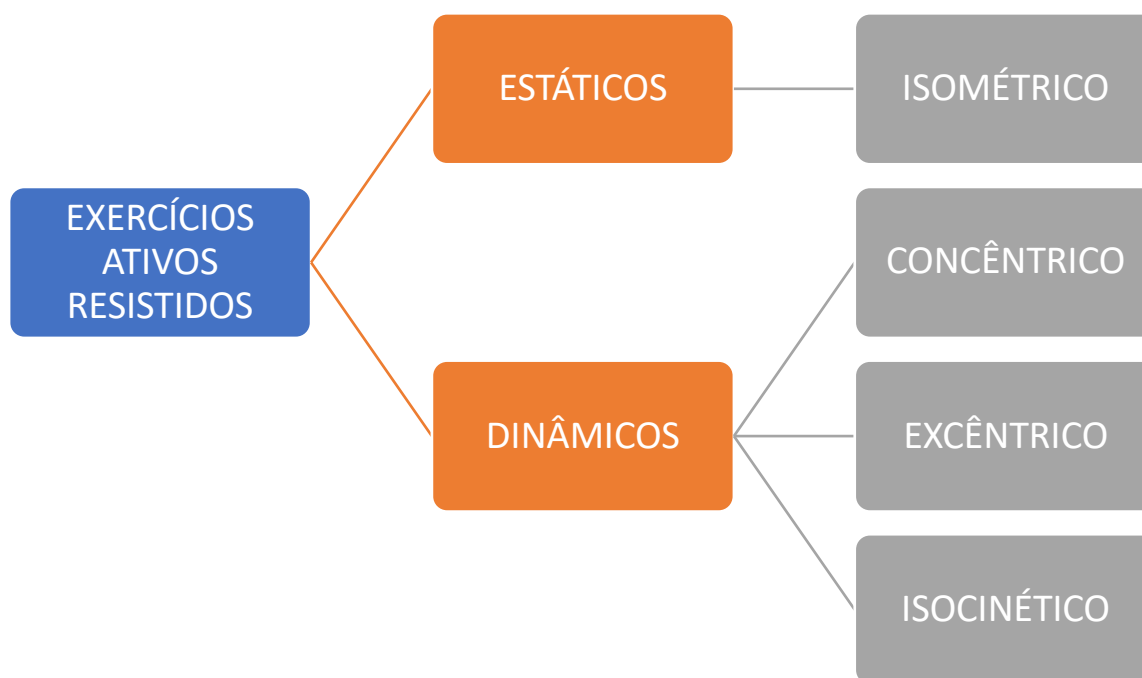 EXERCÍCIOS
ATIVOS
RESISTIDOS
ESTÁTICOS
ISOMÉTRICO
DINÂMICOS
CONCÊNTRICO
EXCÊNTRICO
ISOCINÉTICO